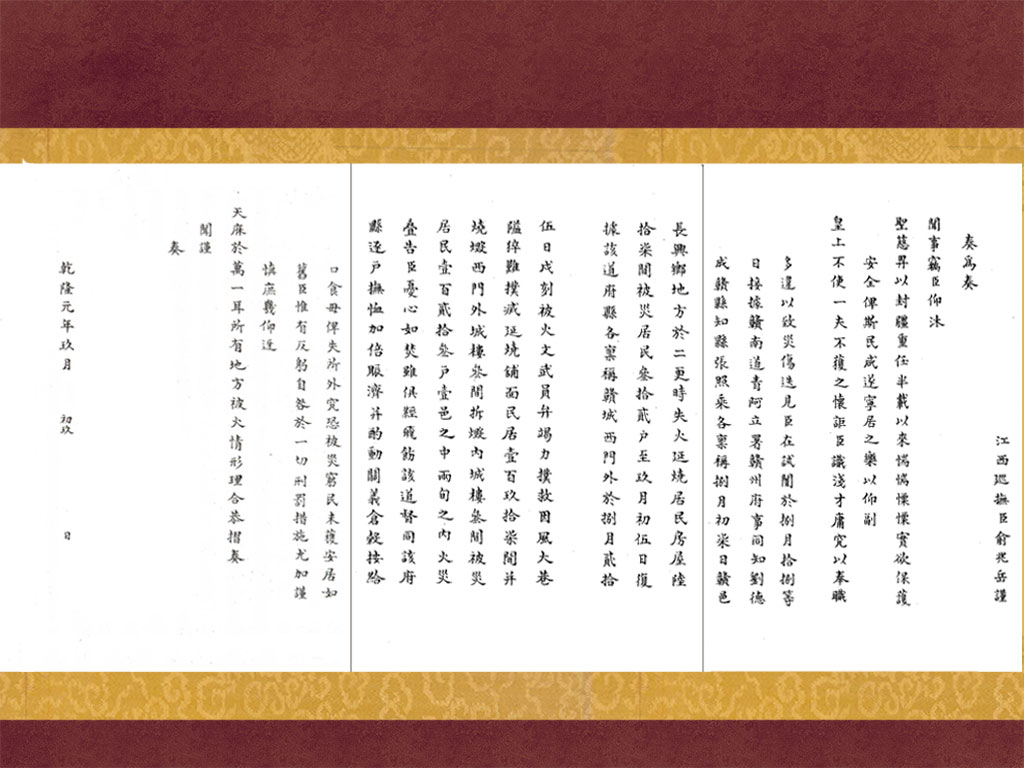 江西巡撫臣俞兆岳謹
奏為奏
聞事竊臣仰沐
聖慈畀以封疆重任半載以來惴惴慄慄實欲保護
安全俾斯民咸遂寧居之樂以仰副
皇上不使一夫不獲之懷詎臣識淺才庸究以奉職
多違以致災傷迭見臣在試闈於捌月拾捌等
日接據贛南道青阿立署贛州府事同知劉德
成贛縣知縣張照乘各稟稱捌月初柒日贛邑
長興鄉地方於二更時失火延燒居民房屋陸
拾柒間被災居民叄拾貳戶至玖月初伍日復
據該道府縣各稟稱贛城西門外於捌月貳拾
伍日戌刻被火文武員弁竭力撲救因風大巷
隘猝難撲滅延燒鋪面民居壹百玖拾柒間并
燒燬西門外城樓叄間拆燬內城樓叄間被災
居民壹百貳拾叄戶壹邑之中兩旬之內火災
疊告臣憂心如焚雖俱經飛飭該道督同該府
縣逐戶撫恤加倍賑濟并酌動關義倉穀接給
口食毋俾失所外究恐被災窮民未獲安居如
舊臣惟有反躬自咎於一切刑罰措施尤加謹
慎庶幾仰迓
天庥於萬一耳所有地方被火情形理合恭摺奏
聞謹
奏
乾隆元年玖月 初玖 日